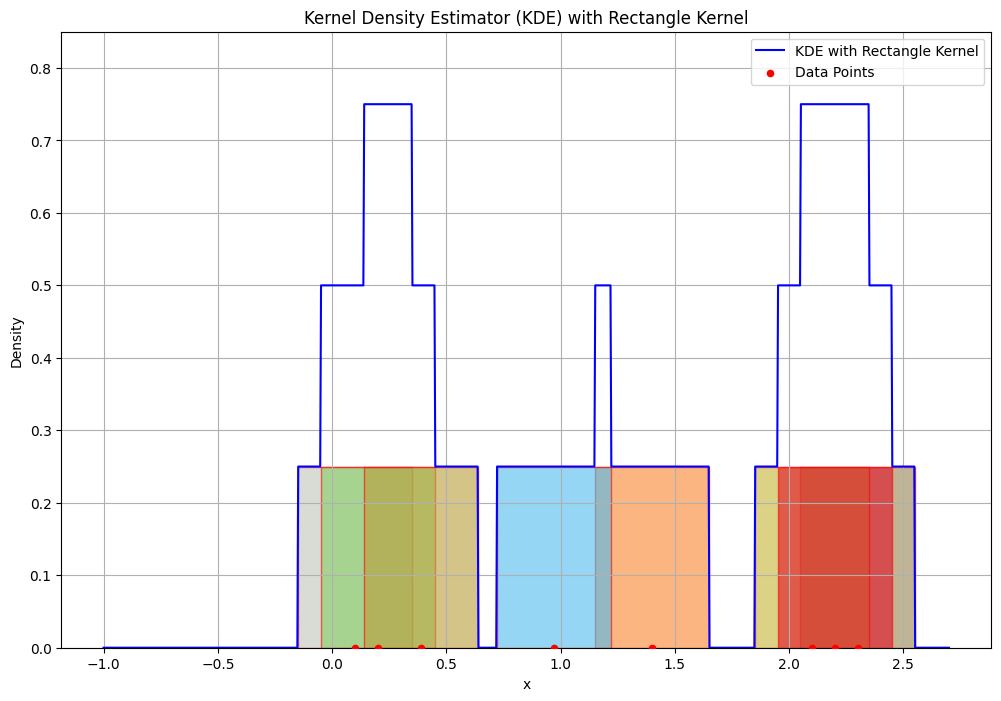 Kernel Density Estimator (KDE) with Rectangle Kernel
KDE with Rectangle Kernel
Data Points
Density
0.8
0.7
0.6
0.5
0.4
0.3
0.2
0.1
0.0
−1.0 −0.5 0.0 0.5 1.0 1.5 2.0 2.5
x